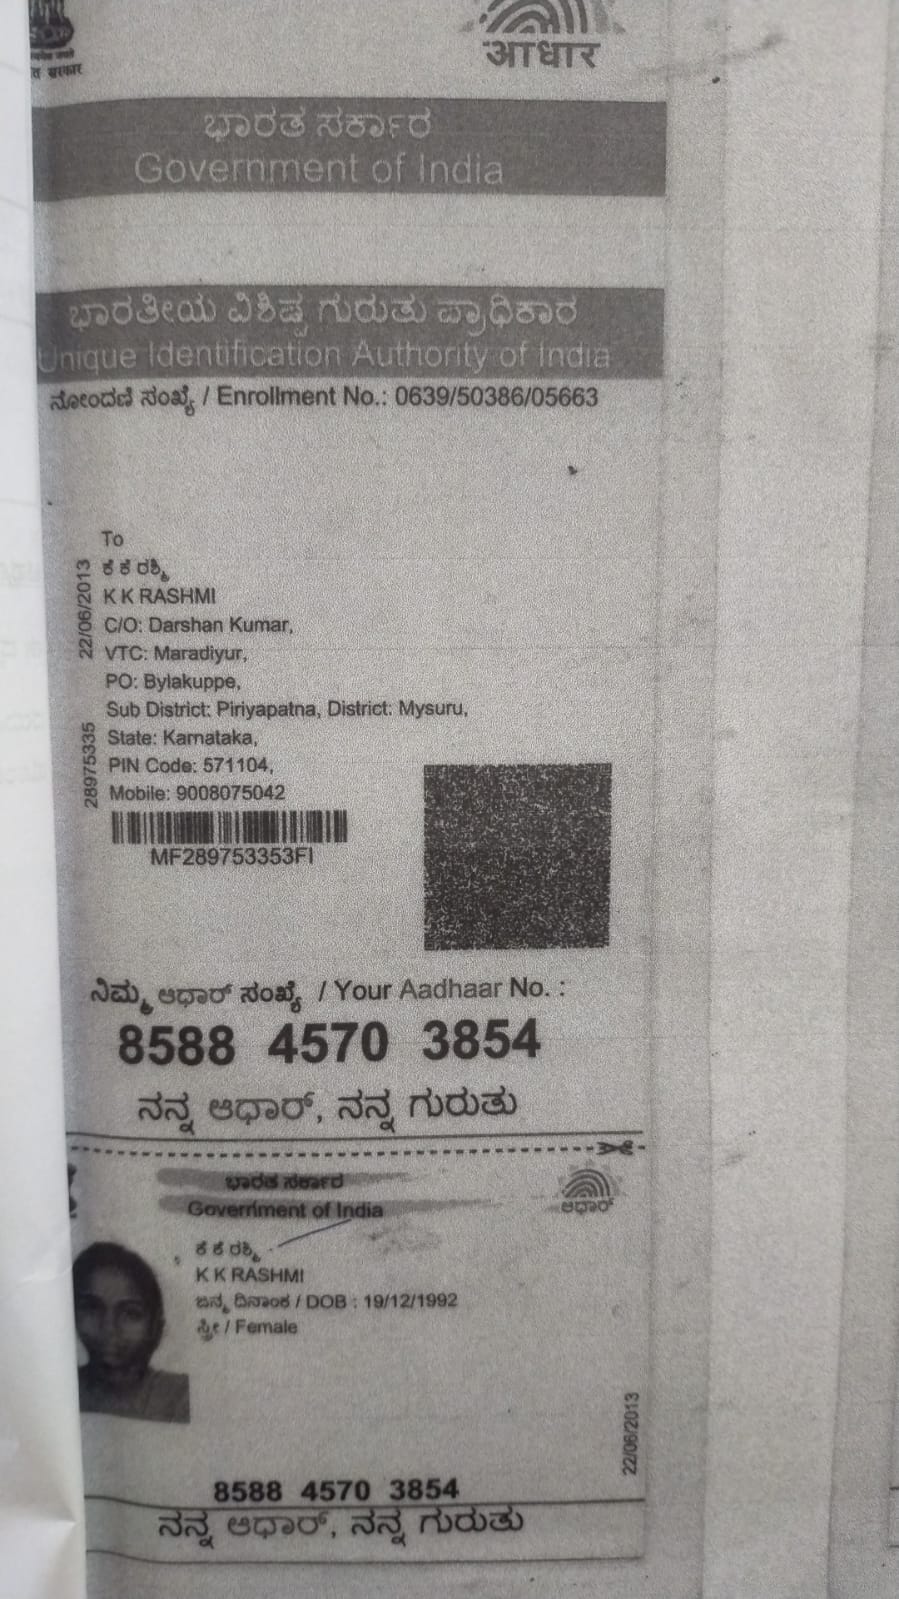 आधार
सरकार
ಭಾರತ ಸರ್ಕಾರ
Government of India
ಭಾರತೀಯ ವಿಶಿಷ್ಟ ಗುರುತು ಪ್ರಾಧಿಕಾರ
Unique Identification Authority of India
ನೋಂದಣಿ ಸಂಖ್ಯೆ / Enrollment No.: 0639/50386/05663
To
ಕೆ ಕೆ ರಶ್ಮಿ
K K RASHMI
C/O: Darshan Kumar,
VTC: Maradiyur,
PO: Bylakuppe,
Sub District: Piriyapatna, District: Mysuru,
State: Karnataka,
PIN Code: 571104,
Mobile: 9008075042
22/06/2013
28975335
MF289753353FI
ನಿಮ್ಮ ಆಧಾರ್ ಸಂಖ್ಯೆ / Your Aadhaar No. :
8588 4570 3854
ನನ್ನ ಆಧಾರ್, ನನ್ನ ಗುರುತು
ಭಾರತ ಸರ್ಕಾರ
Government of India
ಆಧಾರ್
ಕೆ ಕೆ ರಶ್ಮಿ
K K RASHMI
ಜನ್ಮ ದಿನಾಂಕ / DOB : 19/12/1992
ಸ್ತ್ರೀ / Female
22/06/2013
8588 4570 3854
ನನ್ನ ಆಧಾರ್, ನನ್ನ ಗುರುತು